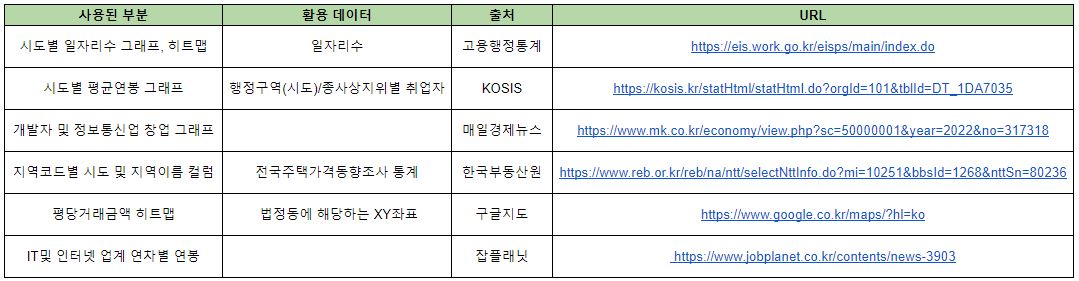 사용된 부분 활용 데이터 출처 URL
시도별 일자리수 그래프, 히트맵 일자리수 고용행정통계 https://eis.work.go.kr/eisps/main/index.do
시도별 평균연봉 그래프 행정구역(시도)/종사상지위별 취업자 KOSIS https://kosis.kr/statHtml/statHtml.do?orgId=101&tblId=DT_1DA7035
개발자 및 정보통신업 창업 그래프 매일경제뉴스 https://www.mk.co.kr/economy/view.php?sc=50000001&year=2022&no=317318
지역코드별 시도 및 지역이름 컬럼 전국주택가격동향조사 통계 한국부동산원 https://www.reb.or.kr/reb/na/ntt/selectNttInfo.do?mi=10251&bbsId=1268&nttSn=80236
평당거래금액 히트맵 법정동에 해당하는 XY좌표 구글지도 https://www.google.co.kr/maps/?hl=ko
IT및 인터넷 업계 연차별 연봉 잡플래닛 https://www.jobplanet.co.kr/contents/news-3903